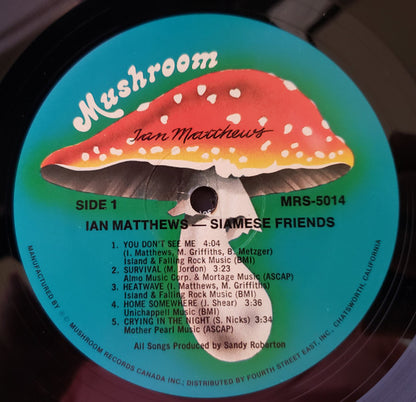 Mushroom
Ian Matthews
SIDE 1
MRS-5014
IAN MATTHEWS — SIAMESE FRIENDS
1. YOU DON'T SEE ME 4:04
(I. Matthews, M. Griffiths, B. Metzger)
Island & Falling Rock Music (BMI)
2. SURVIVAL (M. Jordon) 3:23
Almo Music Corp. & Mortage Music (ASCAP)
3. HEATWAVE (I. Matthews, M. Griffiths)
Island & Falling Rock Music (BMI)
4. HOME SOMEWHERE (J. Shear) 3:36
Unichappell Music (BMI)
5. CRYING IN THE NIGHT (S. Nicks) 3:34
Mother Pearl Music (ASCAP)
All Songs Produced by Sandy Roberton
MANUFACTURED BY ℗ © MUSHROOM RECORDS CANADA INC.; DISTRIBUTED BY FOURTH STREET EAST, INC., CHATSWORTH, CALIFORNIA